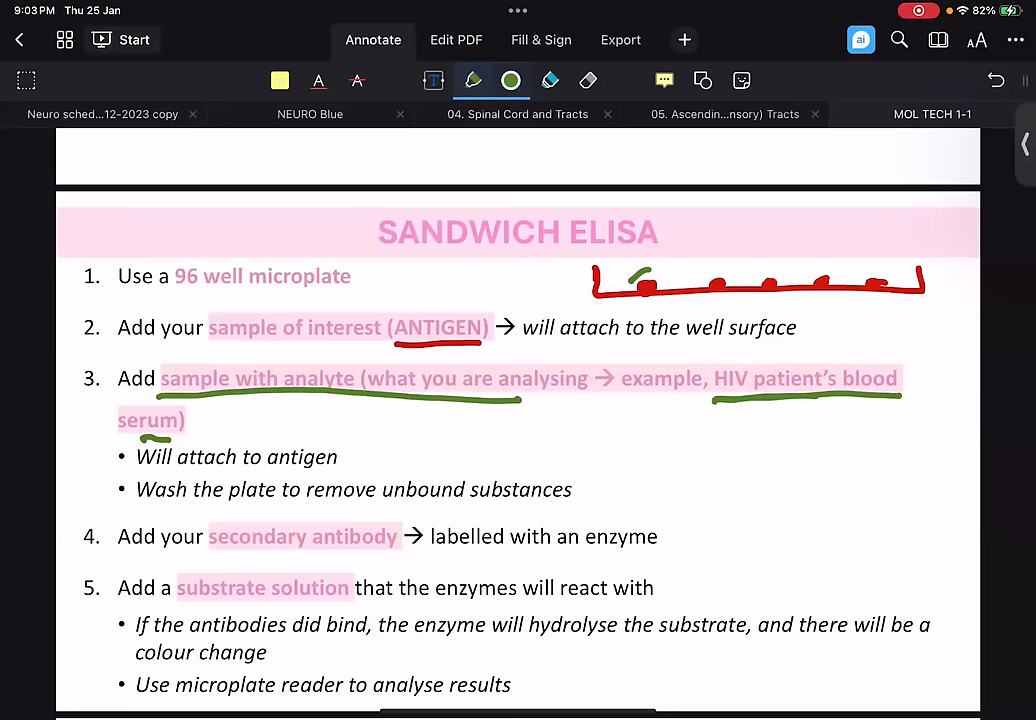 9:03 PM Thu 25 Jan
82%
Start
Annotate
Edit PDF
Fill & Sign
Export
ai
AA
T
A
A
Neuro sched...12-2023 copy
NEURO Blue
04. Spinal Cord and Tracts
05. Ascendin...nsory) Tracts
MOL TECH 1-1
SANDWICH ELISA
1. Use a 96 well microplate
2. Add your sample of interest (ANTIGEN) → will attach to the well surface
3. Add sample with analyte (what you are analysing → example, HIV patient's blood
serum)
• Will attach to antigen
• Wash the plate to remove unbound substances
4. Add your secondary antibody → labelled with an enzyme
5. Add a substrate solution that the enzymes will react with
• If the antibodies did bind, the enzyme will hydrolyse the substrate, and there will be a
colour change
• Use microplate reader to analyse results